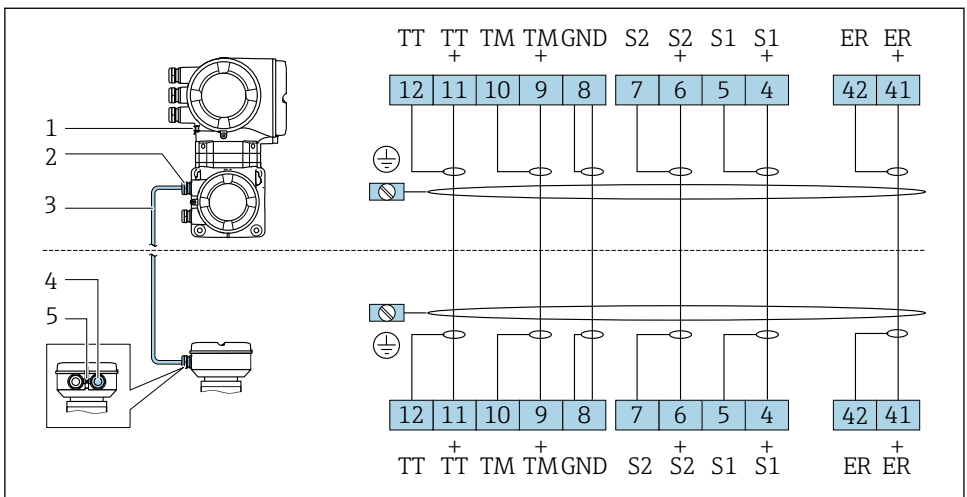 TT TT TM TM GND S2 S2 S1 S1 ER ER
+ + + + +
12 11 10 9 8 7 6 5 4 42 41
1
2
3
4
5
12 11 10 9 8 7 6 5 4 42 41
+ + + + +
TT TT TM TM GND S2 S2 S1 S1 ER ER